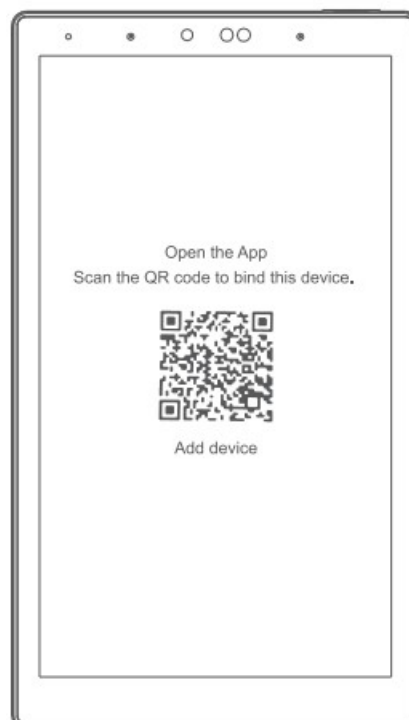 Open the App
Scan the QR code to bind this device.
Add device